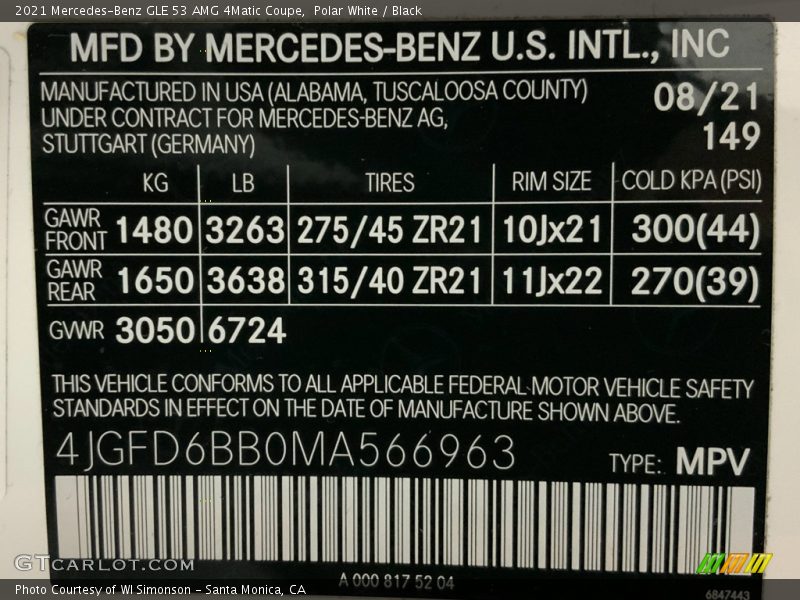 2021 Mercedes-Benz GLE 53 AMG 4Matic Coupe, Polar White / Black
MFD BY MERCEDES-BENZ U.S. INTL., INC
MANUFACTURED IN USA (ALABAMA, TUSCALOOSA COUNTY) 08/21
UNDER CONTRACT FOR MERCEDES-BENZ AG, 149
STUTTGART (GERMANY)
KG LB TIRES RIM SIZE COLD KPA (PSI)
GAWR FRONT 1480 3263 275/45 ZR21 10Jx21 300(44)
GAWR REAR 1650 3638 315/40 ZR21 11Jx22 270(39)
GVWR 3050 6724
THIS VEHICLE CONFORMS TO ALL APPLICABLE FEDERAL MOTOR VEHICLE SAFETY
STANDARDS IN EFFECT ON THE DATE OF MANUFACTURE SHOWN ABOVE.
4JGFD6BB0MA566963 TYPE: MPV
GTCARLOT.COM
A 000 817 52 04
Photo Courtesy of WI Simonson - Santa Monica, CA
6847443